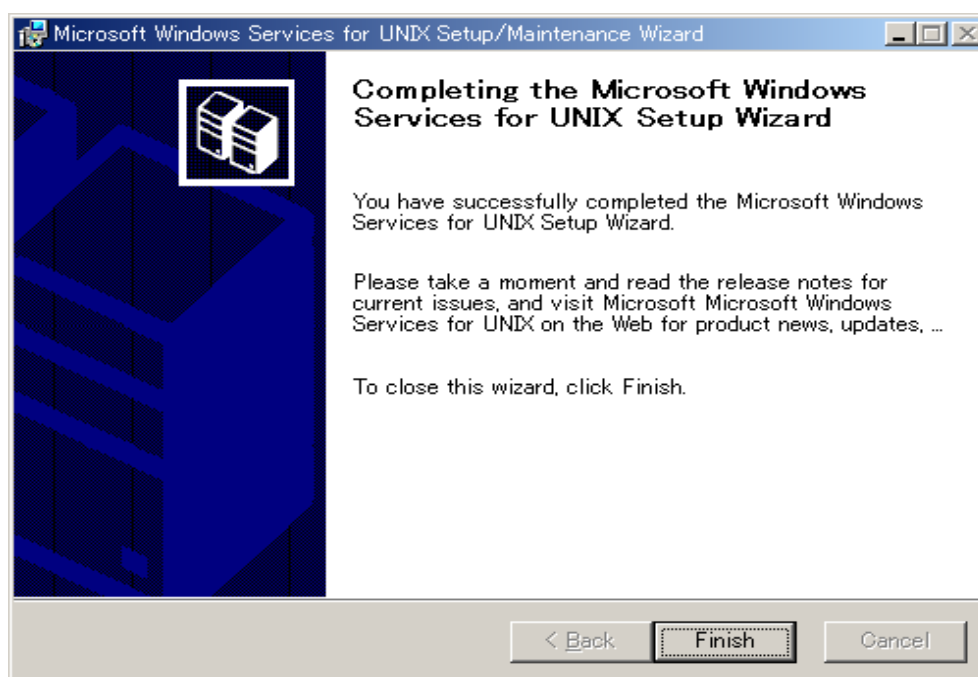 Microsoft Windows Services for UNIX Setup/Maintenance Wizard
Completing the Microsoft Windows
Services for UNIX Setup Wizard
You have successfully completed the Microsoft Windows
Services for UNIX Setup Wizard.
Please take a moment and read the release notes for
current issues, and visit Microsoft Microsoft Windows
Services for UNIX on the Web for product news, updates, ...
To close this wizard, click Finish.
< Back
Finish
Cancel